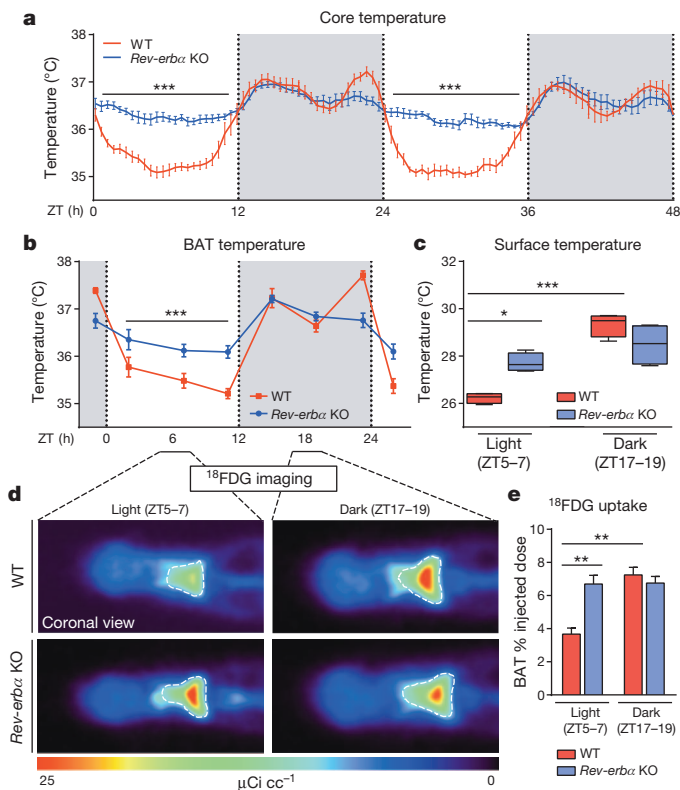 a
Core temperature
WT
Rev-erbα KO
***
***
Temperature (°C)
38
37
36
35
ZT (h)
0
12
24
36
48
b
BAT temperature
***
Temperature (°C)
38
37
36
35
WT
Rev-erbα KO
ZT (h)
0
6
12
18
24
c
Surface temperature
***
*
Temperature (°C)
32
30
28
26
WT
Rev-erbα KO
Light
(ZT5–7)
Dark
(ZT17–19)
¹⁸FDG imaging
d
Light (ZT5–7)
Dark (ZT17–19)
WT
Coronal view
Rev-erbα KO
25
μCi cc⁻¹
0
e
¹⁸FDG uptake
**
**
BAT % injected dose
10
8
6
4
2
0
Light
(ZT5–7)
Dark
(ZT17–19)
WT
Rev-erbα KO